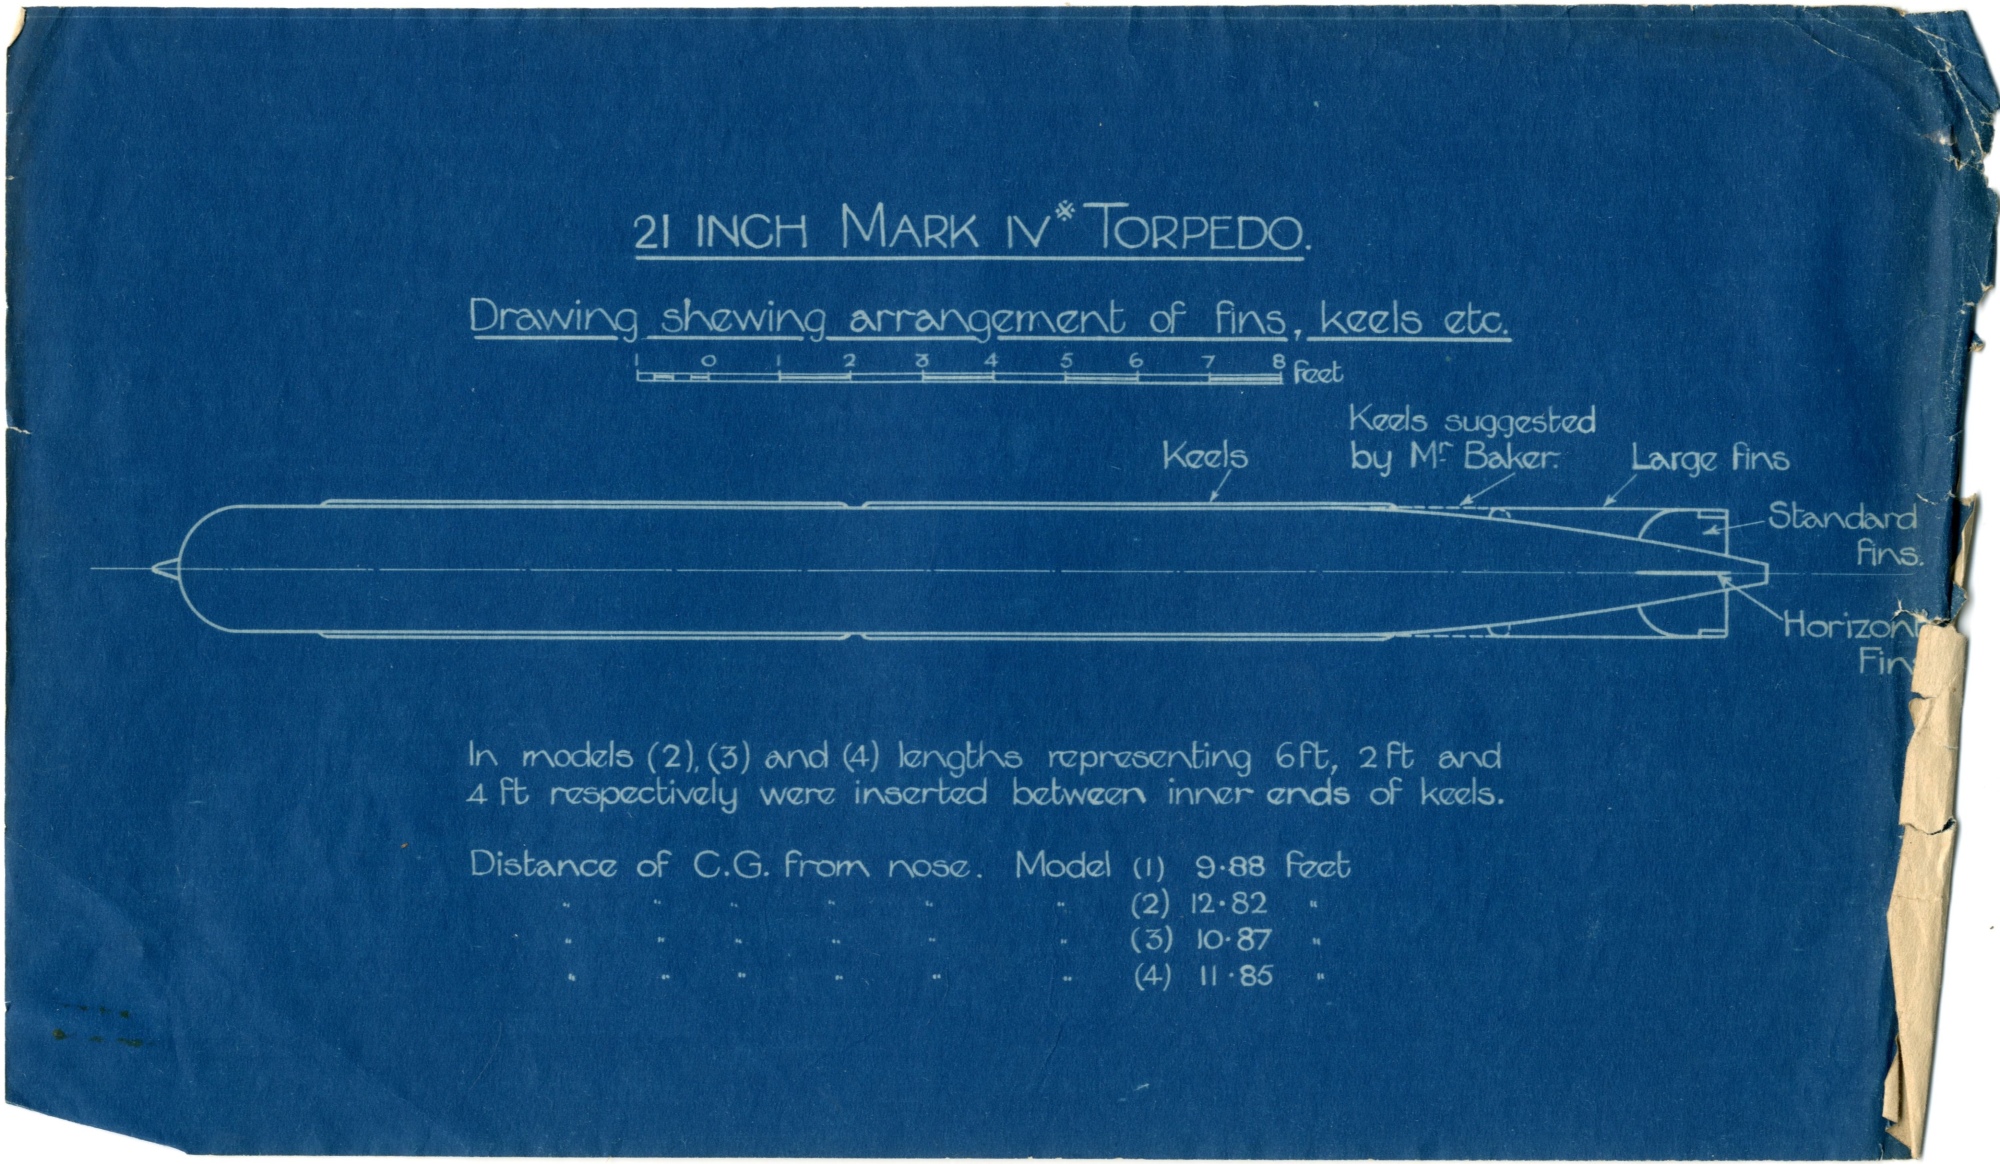 21 INCH MARK IV* TORPEDO.
Drawing shewing arrangement of fins, keels etc.
1 0 1 2 3 4 5 6 7 8 feet
Keels suggested
by Mr Baker.
Keels
Large fins
Standard
fins.
Horizont
Fin
In models (2), (3) and (4) lengths representing 6ft, 2ft and
4 ft respectively were inserted between inner ends of keels.
Distance of C.G. from nose. Model (1) 9·88 feet
" " " " " " (2) 12·82 "
" " " " " " (3) 10·87 "
" " " " " " (4) 11·85 "